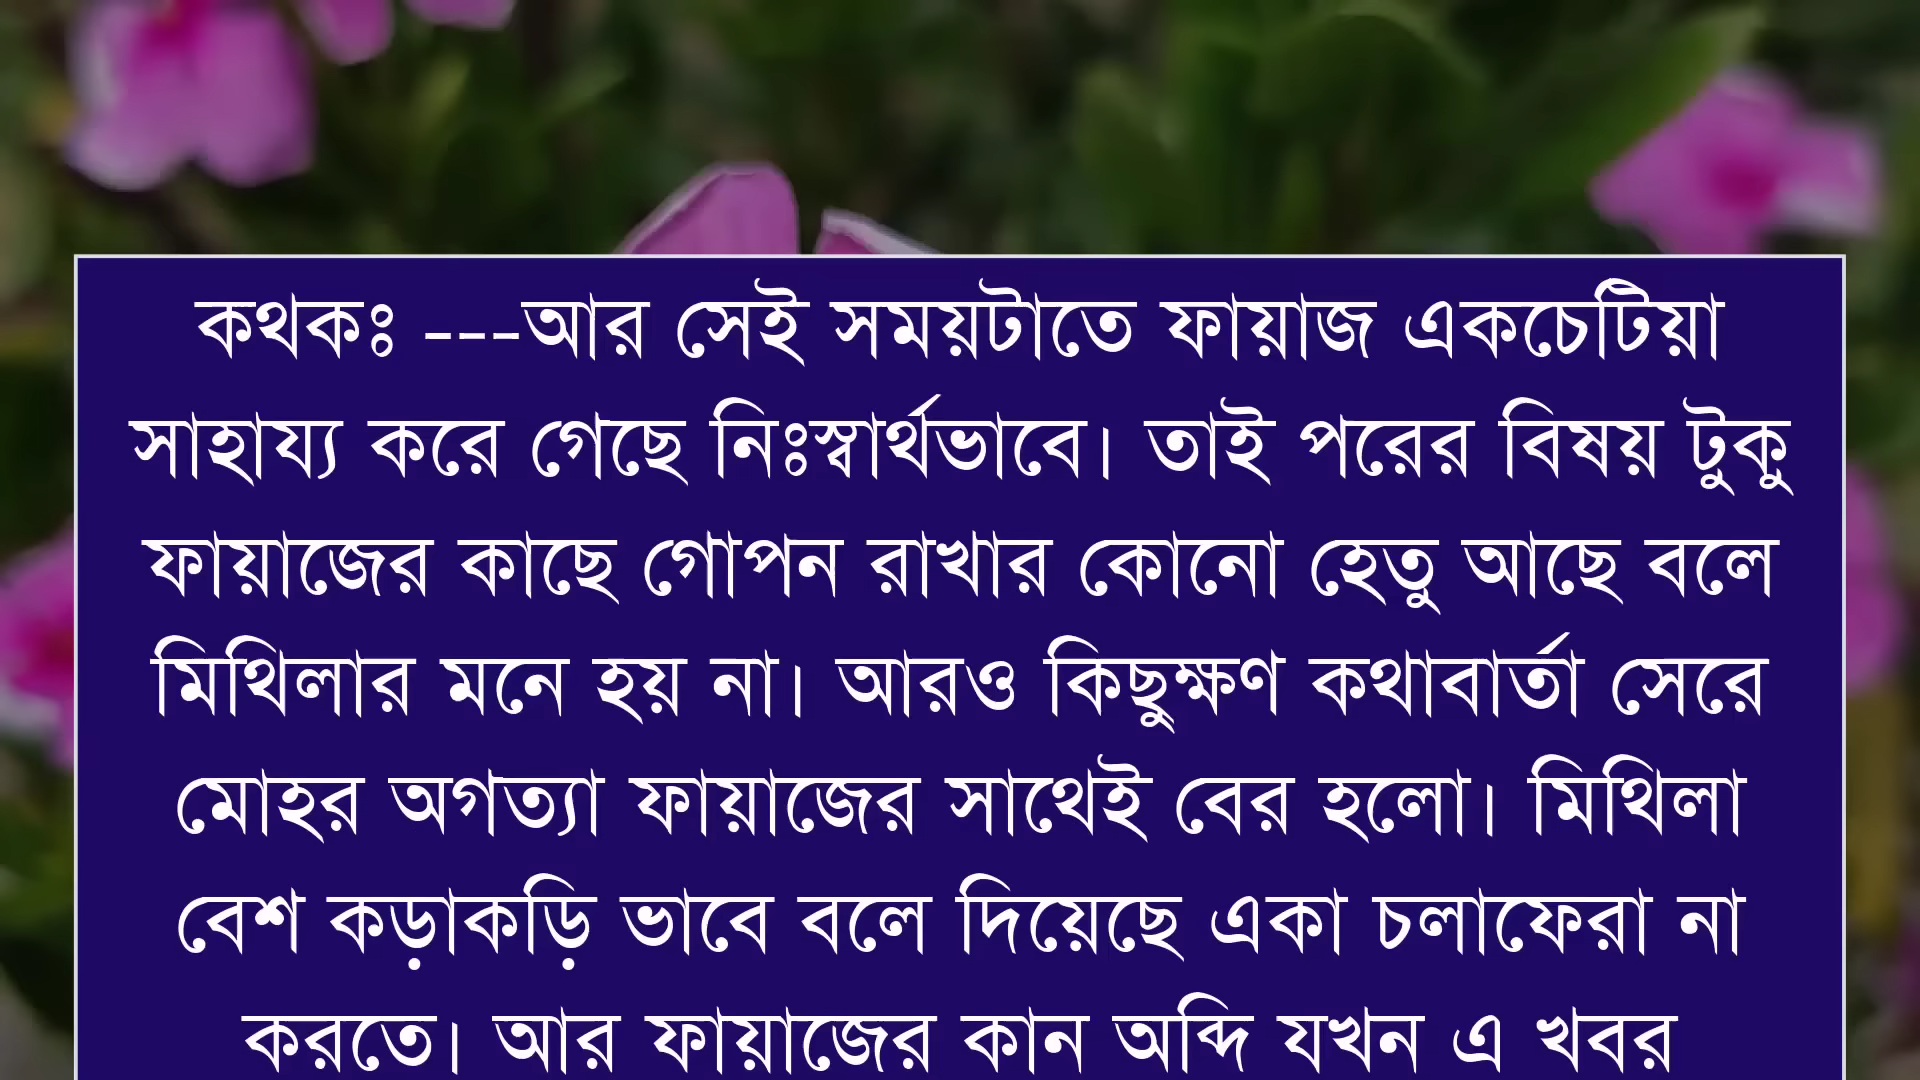 কথকঃ ---আর সেই সময়টাতে ফায়াজ একচেটিয়া
সাহায্য করে গেছে নিঃস্বার্থভাবে। তাই পরের বিষয় টুকু
ফায়াজের কাছে গোপন রাখার কোনো হেতু আছে বলে
মিথিলার মনে হয় না। আরও কিছুক্ষণ কথাবার্তা সেরে
মোহর অগত্যা ফায়াজের সাথেই বের হলো। মিথিলা
বেশ কড়াকড়ি ভাবে বলে দিয়েছে একা চলাফেরা না
করতে। আর ফায়াজের কান অব্দি যখন এ খবর